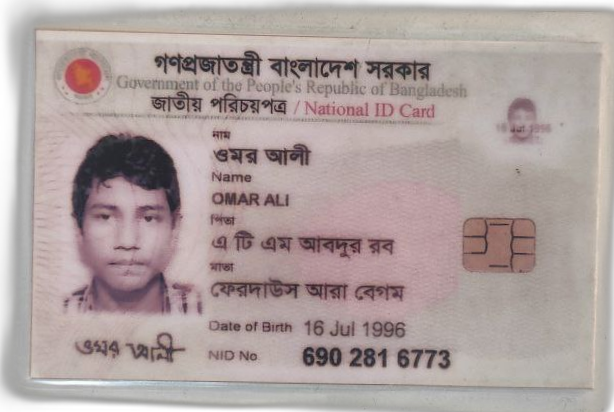 গণপ্রজাতন্ত্রী বাংলাদেশ সরকার
Government of the People's Republic of Bangladesh
জাতীয় পরিচয়পত্র / National ID Card
16 Jul 1996
নাম
ওমর আলী
Name
OMAR ALI
পিতা
এ টি এম আবদুর রব
মাতা
ফেরদাউস আরা বেগম
Date of Birth 16 Jul 1996
ওমর আলী
NID No 690 281 6773